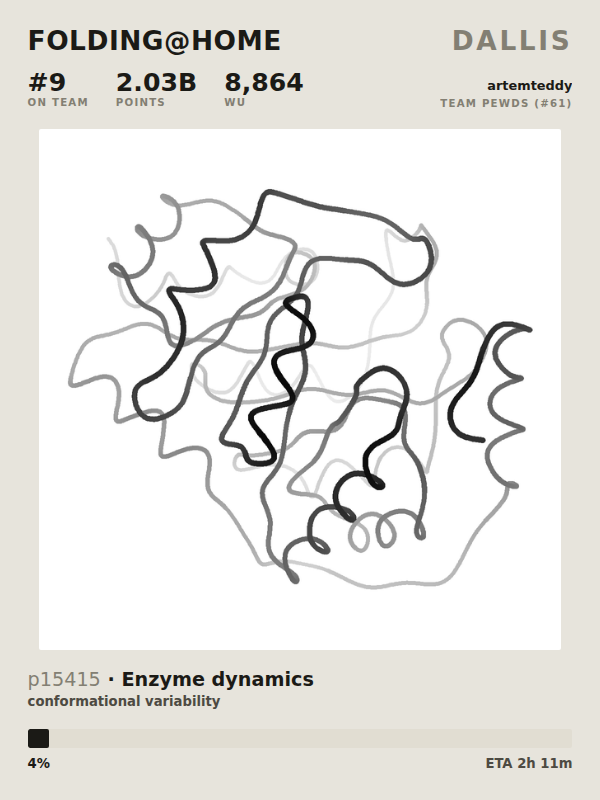 FOLDING@HOME
DALLIS
#9 2.03B 8,864
ON TEAM POINTS WU
artemteddy
TEAM PEWDS (#61)
p15415 · Enzyme dynamics
conformational variability
4% ETA 2h 11m